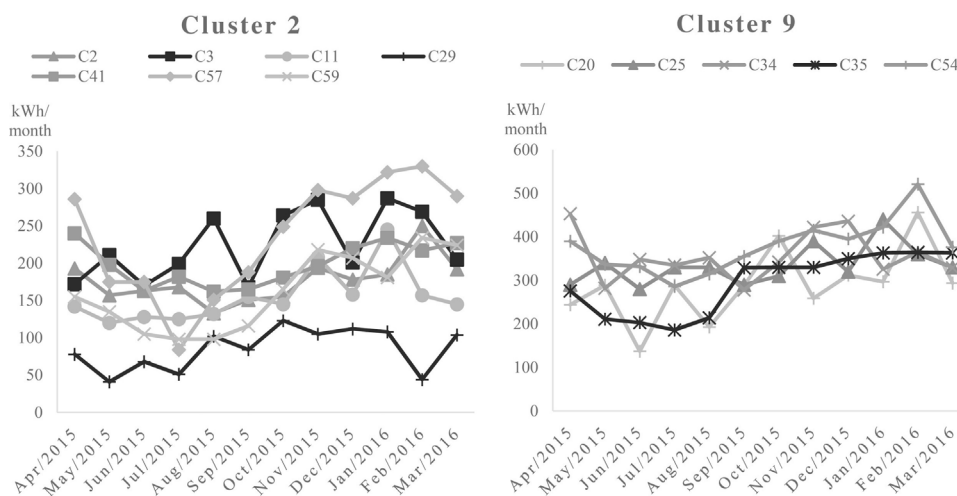 Cluster 2
C2 C3 C11 C29
C41 C57 C59
kWh/
month
350
300
250
200
150
100
50
0
Apr/2015 May/2015 Jun/2015 Jul/2015 Aug/2015 Sep/2015 Oct/2015 Nov/2015 Dec/2015 Jan/2016 Feb/2016 Mar/2016
Cluster 9
C20 C25 C34 C35 C54
kWh/
month
600
500
400
300
200
100
0
Apr/2015 May/2015 Jun/2015 Jul/2015 Aug/2015 Sep/2015 Oct/2015 Nov/2015 Dec/2015 Jan/2016 Feb/2016 Mar/2016